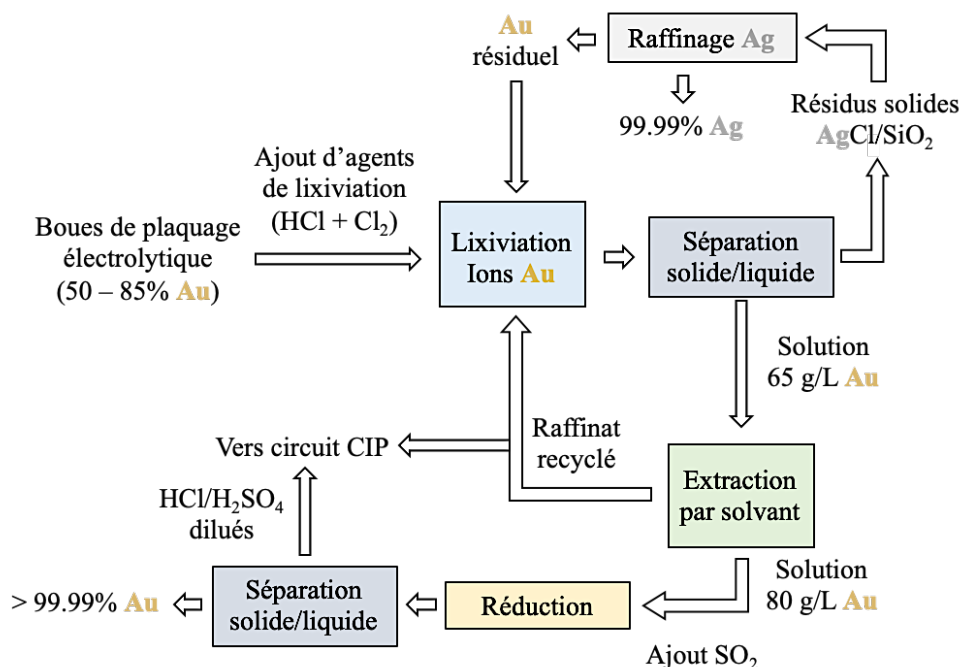 Au
résiduel
Raffinage Ag
99.99% Ag
Résidus solides
AgCl/SiO₂
Ajout d’agents
de lixiviation
(HCl + Cl₂)
Boues de plaquage
électrolytique
(50 – 85% Au)
Lixiviation
Ions Au
Séparation
solide/liquide
Solution
65 g/L Au
Raffinat
recyclé
Vers circuit CIP
Extraction
par solvant
HCl/H₂SO₄
dilués
Solution
80 g/L Au
> 99.99% Au
Séparation
solide/liquide
Réduction
Ajout SO₂